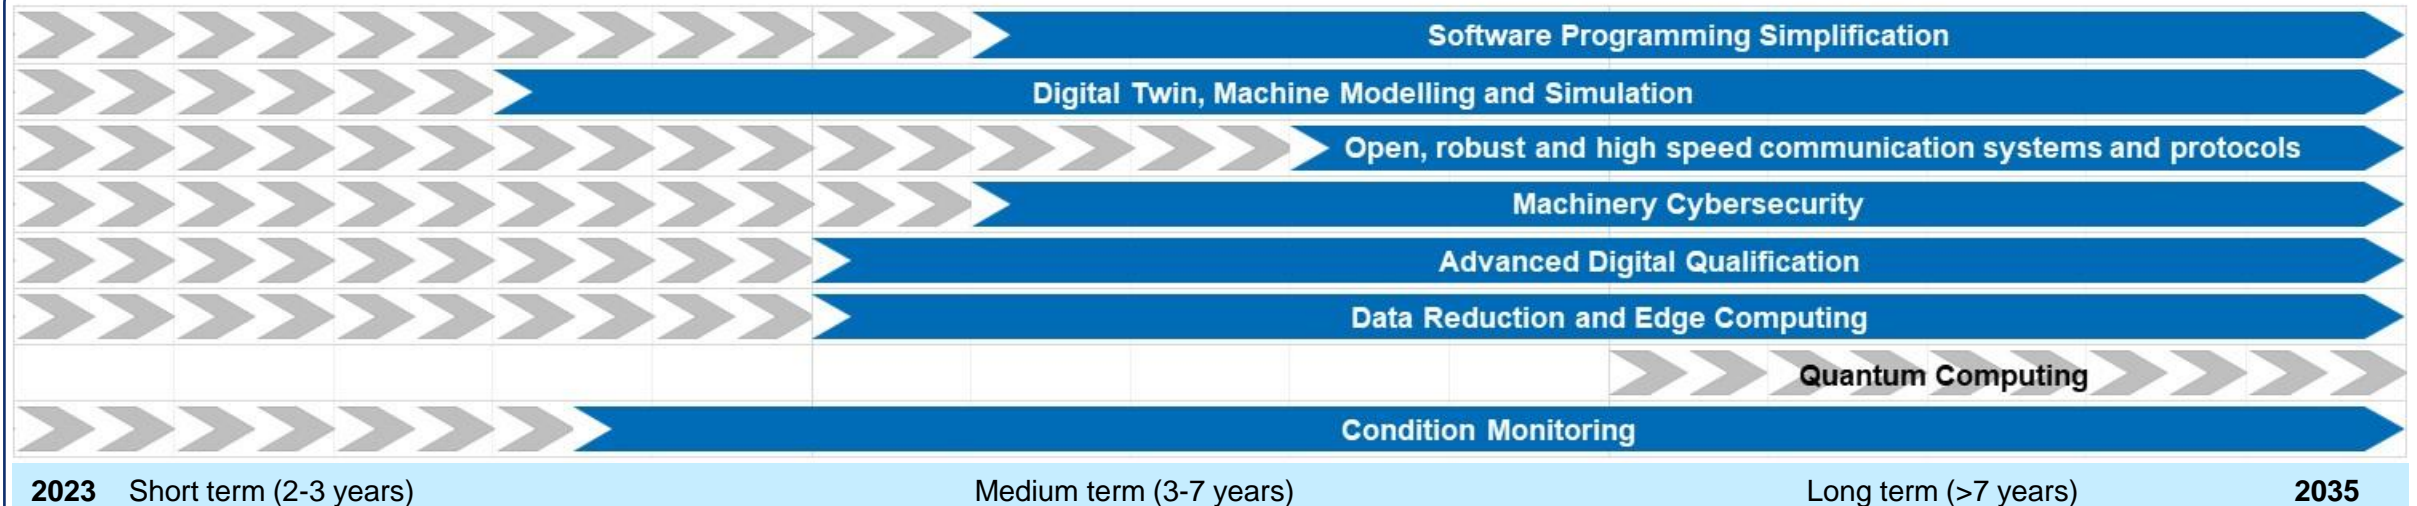 Software Programming Simplification
Digital Twin, Machine Modelling and Simulation
Open, robust and high speed communication systems and protocols
Machinery Cybersecurity
Advanced Digital Qualification
Data Reduction and Edge Computing
Quantum Computing
Condition Monitoring
2023 Short term (2-3 years) Medium term (3-7 years) Long term (>7 years) 2035